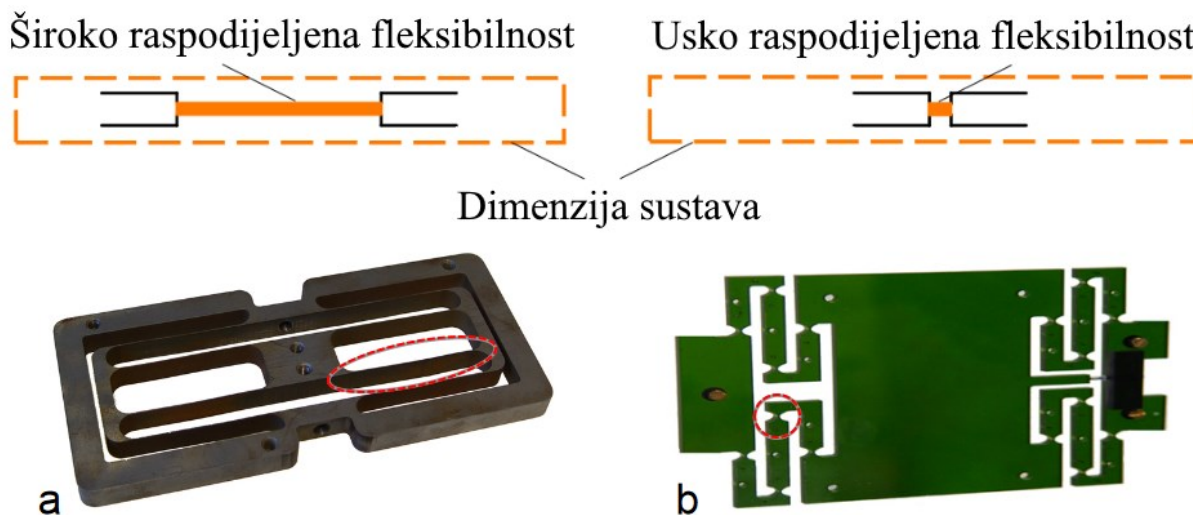 Široko raspodijeljena fleksibilnost
Usko raspodijeljena fleksibilnost
Dimenzija sustava
a
b